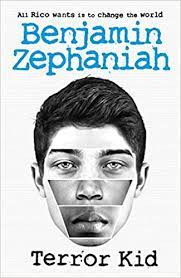 All Rico wants is to change the world
Benjamin
Zephaniah
Terror Kid